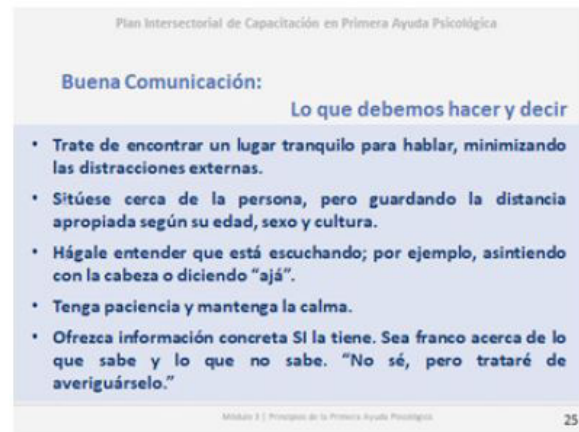 Plan Intersectorial de Capacitación en Primera Ayuda Psicológica
Buena Comunicación:
Lo que debemos hacer y decir
• Trate de encontrar un lugar tranquilo para hablar, minimizando
las distracciones externas.
• Sitúese cerca de la persona, pero guardando la distancia
apropiada según su edad, sexo y cultura.
• Hágale entender que está escuchando; por ejemplo, asintiendo
con la cabeza o diciendo “ajá”.
• Tenga paciencia y mantenga la calma.
• Ofrezca información concreta SI la tiene. Sea franco acerca de lo
que sabe y lo que no sabe. “No sé, pero trataré de
averiguárselo.”
Módulo 3 | Principios de la Primera Ayuda Psicológica
25